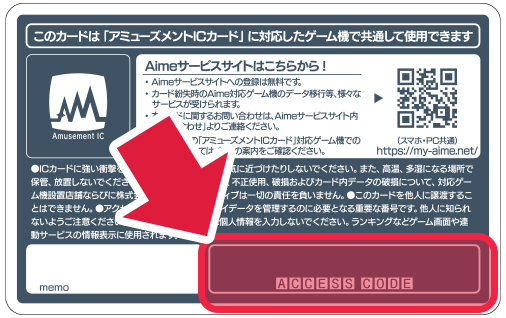 このカードは「アミューズメントICカード」に対応したゲーム機で共通して使用できます
Amusement IC
Aimeサービスサイトはこちらから！
・Aimeサービスサイトへの登録は無料です。
・カード紛失時のAime対応ゲーム機のデータ移行等、様々な
サービスが受けられます。
に関するお問い合わせは、Aimeサービスサイト内
わせ」よりご連絡ください。
「アミューズメントICカード」対応ゲーム機での
の案内をご確認ください。
（スマホ・PC共通）
https://my-aime.net/
●ICカードに強い衝撃を 気に近づけたりしないでください。また、高温、多湿になる場所で
保管、放置しないでくださ 、不正使用、破損およびカード内データの破損について、対応ゲー
ム機設置店舗ならびに株式 ィブは一切の責任を負いません。●このカードを他人に譲渡するこ
とはできません。●アク イデータを管理するのに必要となる重要な番号です。他人に知られ
ないようご注意くださ 個人情報を入力しないでください。ランキングなどゲーム画面や連
動サービスの情報表示に使用されます
memo
ACCESS CODE